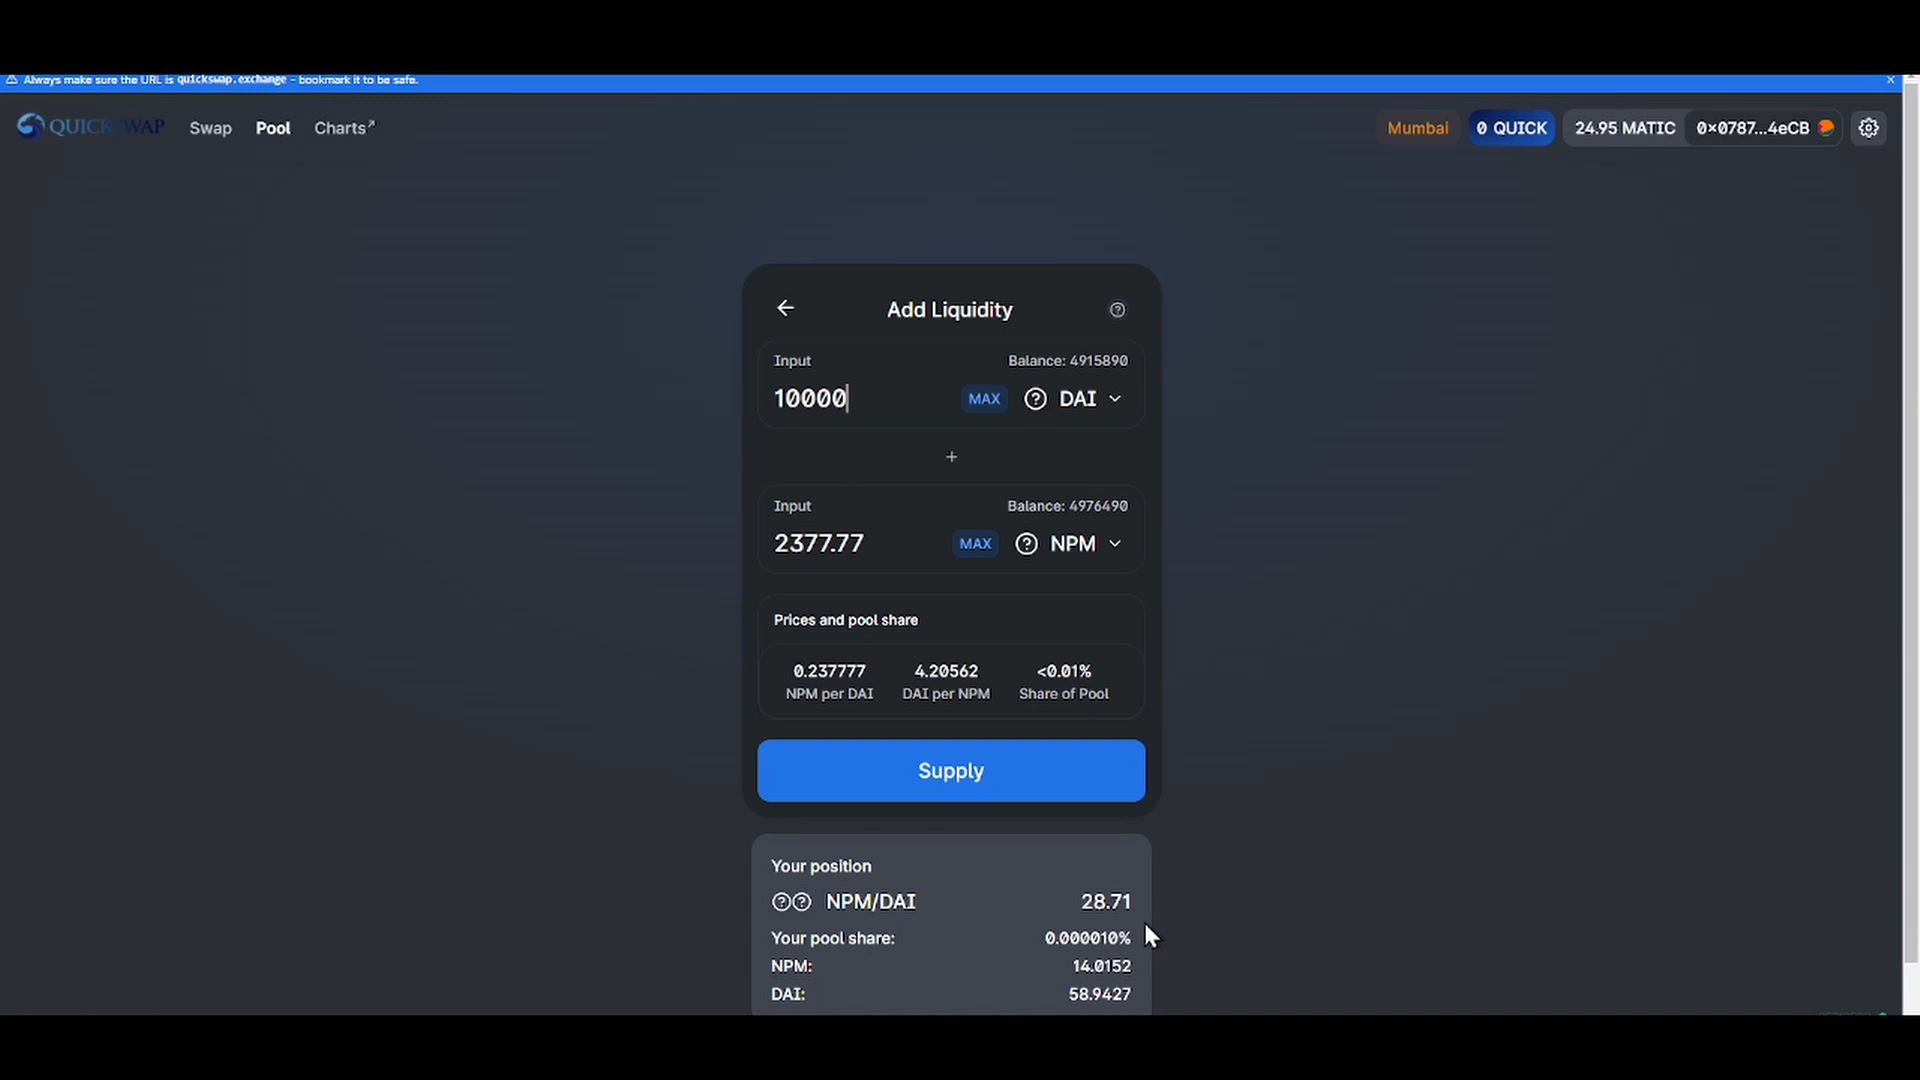 Always make sure the URL is quickswap.exchange - bookmark it to be safe.
QUICKSWAP Swap Pool Charts↗ Mumbai 0 QUICK 24.95 MATIC 0x0787...4eCB
Add Liquidity
Input Balance: 4915890
10000 MAX DAI
+
Input Balance: 4976490
2377.77 MAX NPM
Prices and pool share
0.237777 4.20562 <0.01%
NPM per DAI DAI per NPM Share of Pool
Supply
Your position
NPM/DAI 28.71
Your pool share: 0.000010%
NPM: 14.0152
DAI: 58.9427